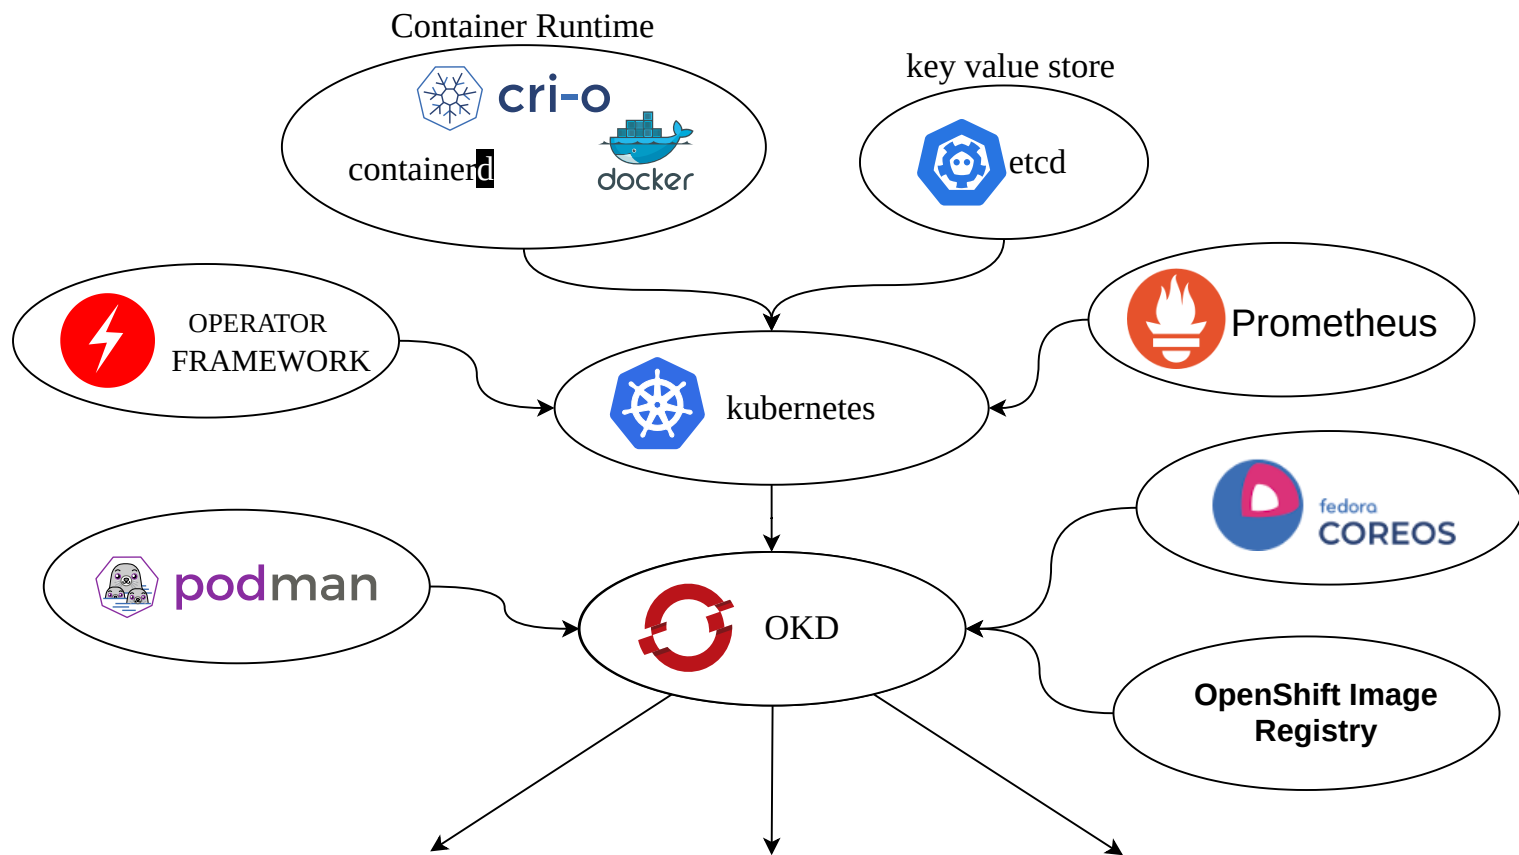 Container Runtime
key value store
cri-o
containerd
docker
etcd
OPERATOR
FRAMEWORK
Prometheus
kubernetes
fedora
COREOS
podman
OKD
OpenShift Image
Registry